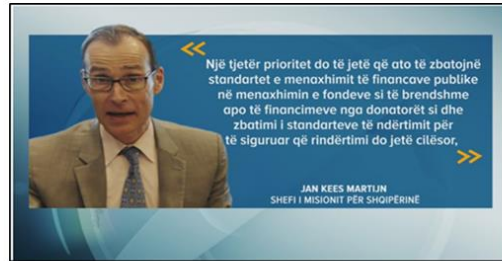 Një tjetër prioritet do të jetë që ato të zbatojnë
standartet e menaxhimit të financave publike
në menaxhimin e fondeve si të brendshme
apo të financimeve nga donatorët si dhe
zbatimi i standarteve të ndërtimit për
të siguruar që rindërtimi do jetë cilësor,
JAN KEES MARTIJN
SHEFI I MISIONIT PËR SHQIPËRINË